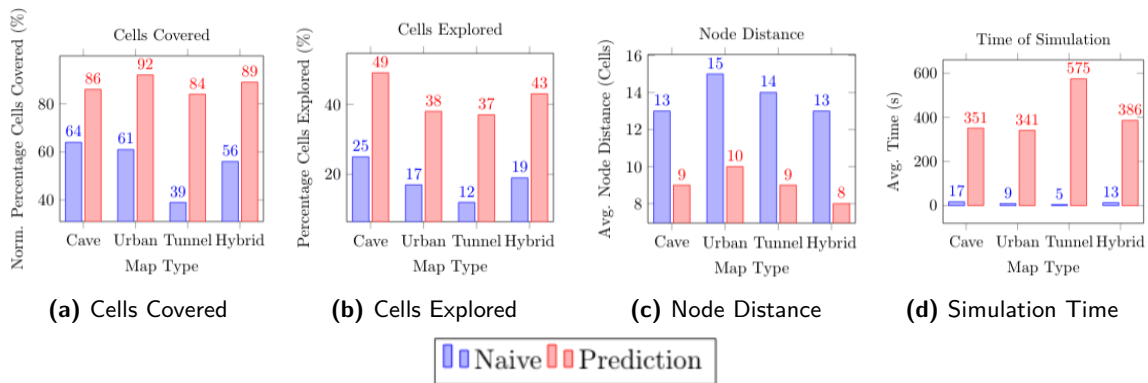 Cells Covered
Norm. Percentage Cells Covered (%)
80
60
40
64
86
61
92
39
84
56
89
Cave Urban Tunnel Hybrid
Map Type
(a) Cells Covered
Cells Explored
Percentage Cells Explored (%)
40
20
25
49
17
38
12
37
19
43
Cave Urban Tunnel Hybrid
Map Type
(b) Cells Explored
Node Distance
Avg. Node Distance (Cells)
16
14
12
10
8
13
9
15
10
14
9
13
8
Cave Urban Tunnel Hybrid
Map Type
(c) Node Distance
Time of Simulation
Avg. Time (s)
600
400
200
0
17
351
9
341
5
575
13
386
Cave Urban Tunnel Hybrid
Map Type
(d) Simulation Time
Naive Prediction